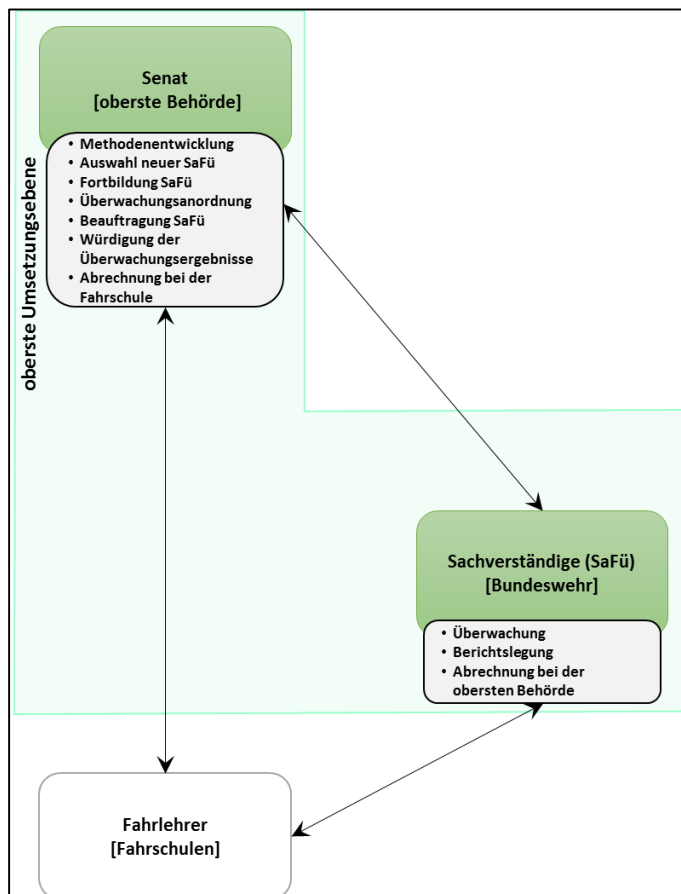 Senat
[oberste Behörde]
• Methodenentwicklung
• Auswahl neuer SaFü
• Fortbildung SaFü
• Überwachungsanordnung
• Beauftragung SaFü
• Würdigung der
Überwachungsergebnisse
• Abrechnung bei der
Fahrschule
oberste Umsetzungsebene
Sachverständige (SaFü)
[Bundeswehr]
• Überwachung
• Berichtslegung
• Abrechnung bei der
obersten Behörde
Fahrlehrer
[Fahrschulen]